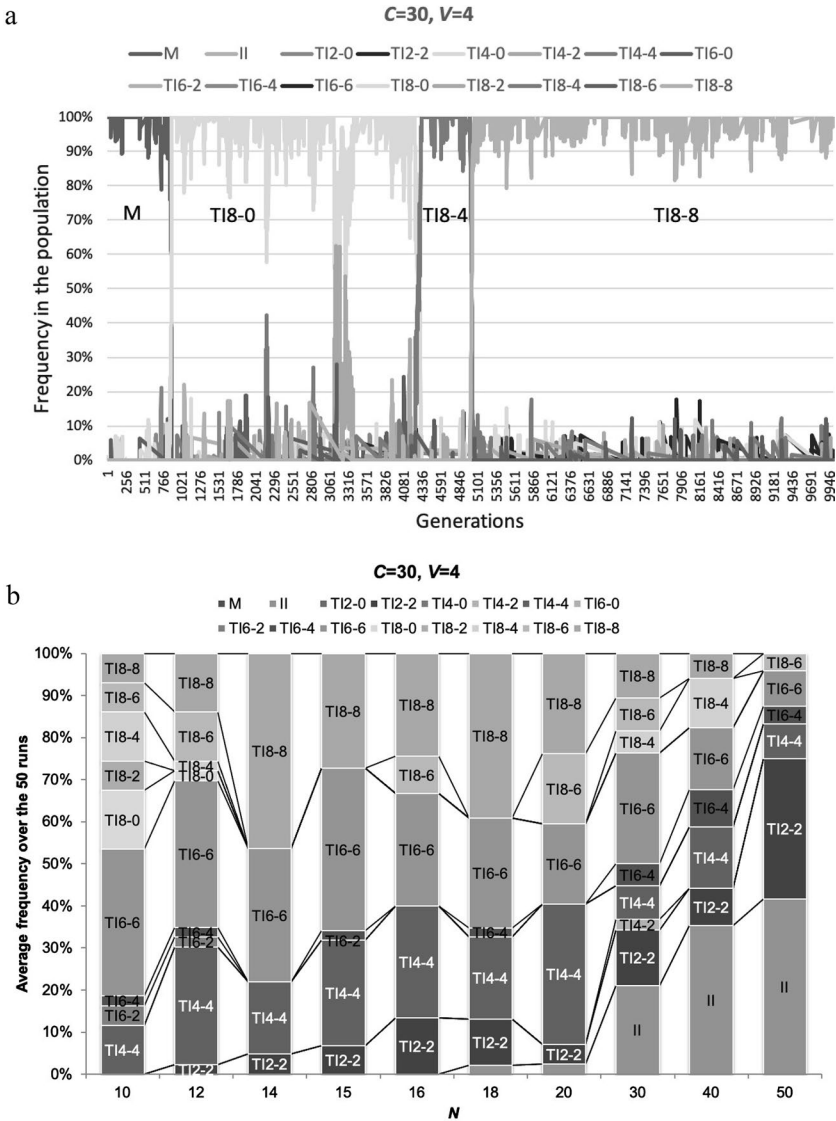 a
C=30, V=4
M II TI2-0 TI2-2 TI4-0 TI4-2 TI4-4 TI6-0
TI6-2 TI6-4 TI6-6 TI8-0 TI8-2 TI8-4 TI8-6 TI8-8
Frequency in the population
100%
90%
80%
70%
60%
50%
40%
30%
20%
10%
0%
M TI8-0 TI8-4 TI8-8
1 256 511 766 1021 1276 1531 1786 2041 2296 2551 2806 3061 3316 3571 3826 4081 4336 4591 4846 5101 5356 5611 5866 6121 6376 6631 6886 7141 7396 7651 7906 8161 8416 8671 8926 9181 9436 9691 9946
Generations
b
C=30, V=4
M II TI2-0 TI2-2 TI4-0 TI4-2 TI4-4 TI6-0
TI6-2 TI6-4 TI6-6 TI8-0 TI8-2 TI8-4 TI8-6 TI8-8
Average frequency over the 50 runs
100%
90%
80%
70%
60%
50%
40%
30%
20%
10%
0%
TI8-8
TI8-6
TI8-4
TI8-2
TI8-0
TI6-6
TI6-4
TI6-2
TI4-4
TI8-8
TI8-6
TI8-4
TI8-0
TI6-6
TI6-4
TI6-2
TI4-4
TI2-2
TI8-8
TI6-6
TI4-4
TI2-2
TI8-8
TI6-6
TI6-2
TI4-4
TI2-2
TI8-8
TI8-6
TI6-6
TI4-4
TI2-2
TI8-8
TI6-6
TI6-4
TI4-4
TI2-2
TI8-8
TI8-6
TI6-6
TI4-4
TI2-2
TI8-8
TI8-6
TI8-4
TI6-6
TI6-4
TI4-4
TI4-2
TI2-2
II
TI8-8
TI8-4
TI6-6
TI6-4
TI4-4
TI2-2
II
TI8-6
TI6-6
TI6-4
TI4-4
TI2-2
II
10 12 14 15 16 18 20 30 40 50
N